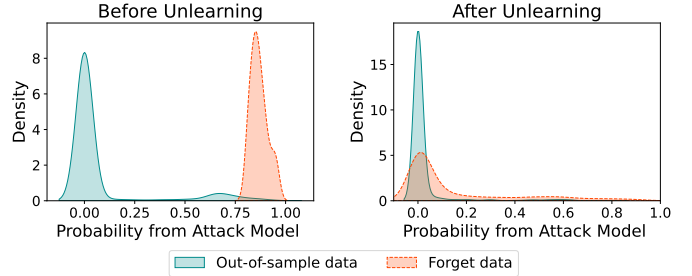 Before Unlearning
Density
8
6
4
2
0
0.00 0.25 0.50 0.75 1.00
Probability from Attack Model
After Unlearning
Density
15
10
5
0
0.0 0.2 0.4 0.6 0.8 1.0
Probability from Attack Model
Out-of-sample data
Forget data